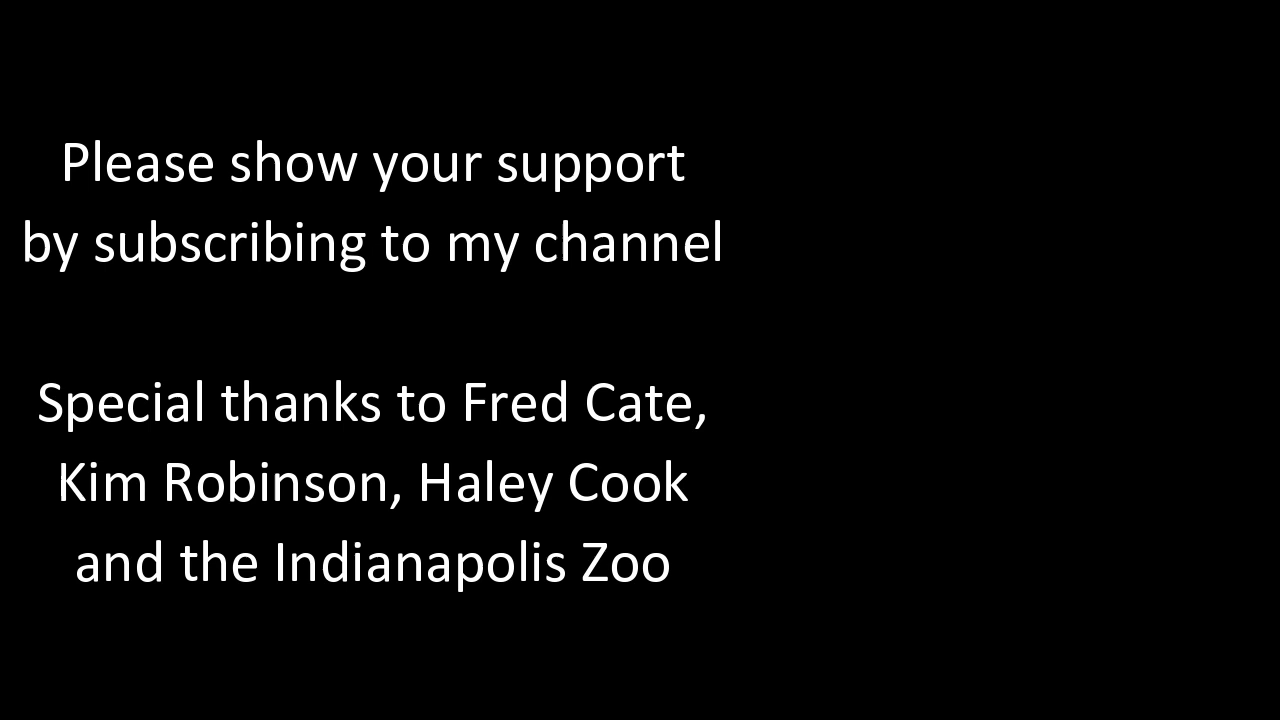 Please show your support
by subscribing to my channel
Special thanks to Fred Cate,
Kim Robinson, Haley Cook
and the Indianapolis Zoo